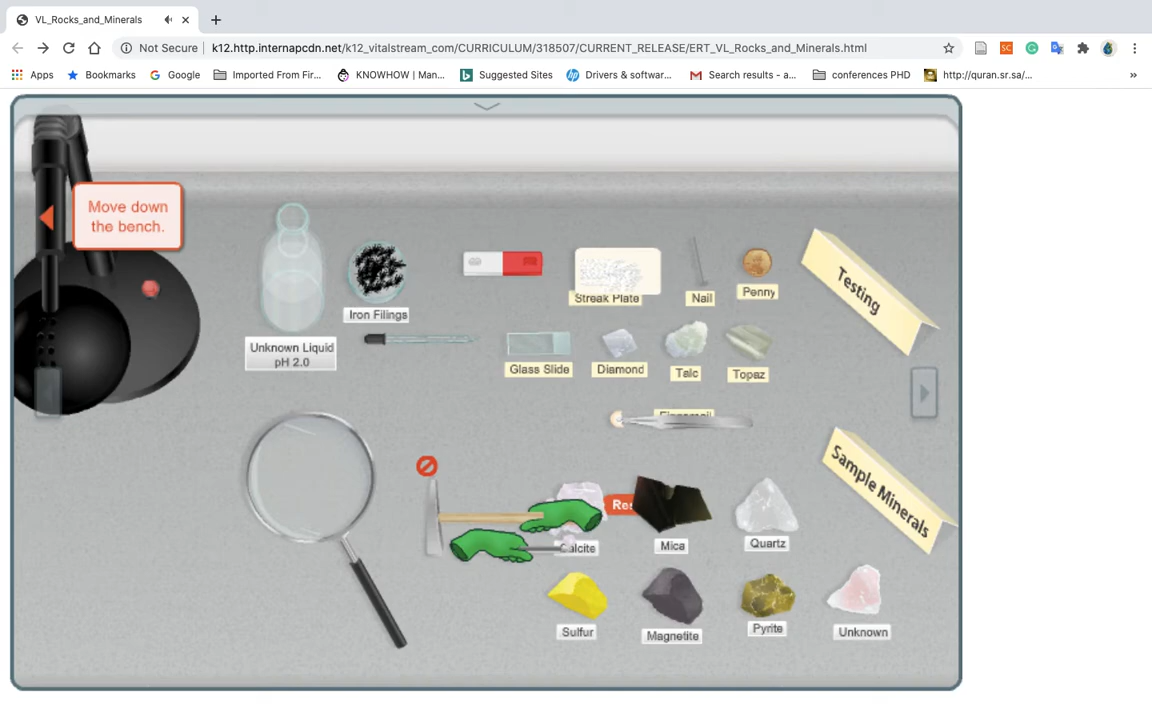 VL_Rocks_and_Minerals
Not Secure
k12.http.internapcdn.net/k12_vitalstream_com/CURRICULUM/318507/CURRENT_RELEASE/ERT_VL_Rocks_and_Minerals.html
Apps
Bookmarks
Google
Imported From Fir...
KNOWHOW | Man...
Suggested Sites
Drivers & softwar...
Search results - a...
conferences PHD
http://quran.sr.sa/...
»
Move down
the bench.
Testing
Streak Plate
Nail
Penny
Iron Filings
Unknown Liquid
pH 2.0
Glass Slide
Diamond
Talc
Topaz
Sample Minerals
Calcite
Mica
Quartz
Sulfur
Magnetite
Pyrite
Unknown